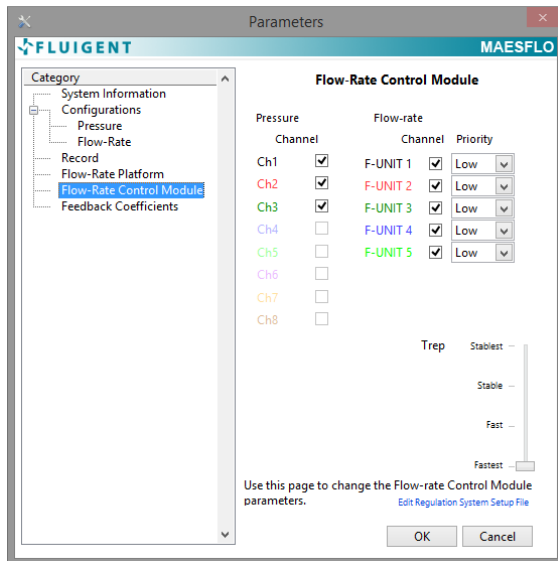 Parameters
FLUIGENT MAESFLO
Category
System Information
Configurations
Pressure
Flow-Rate
Record
Flow-Rate Platform
Flow-Rate Control Module
Feedback Coefficients
Flow-Rate Control Module
Pressure Flow-rate
Channel Channel Priority
Ch1 F-UNIT 1 Low
Ch2 F-UNIT 2 Low
Ch3 F-UNIT 3 Low
Ch4 F-UNIT 4 Low
Ch5 F-UNIT 5 Low
Ch6
Ch7
Ch8
Trep Stablest
Stable
Fast
Fastest
Use this page to change the Flow-rate Control Module
parameters. Edit Regulation System Setup File
OK Cancel